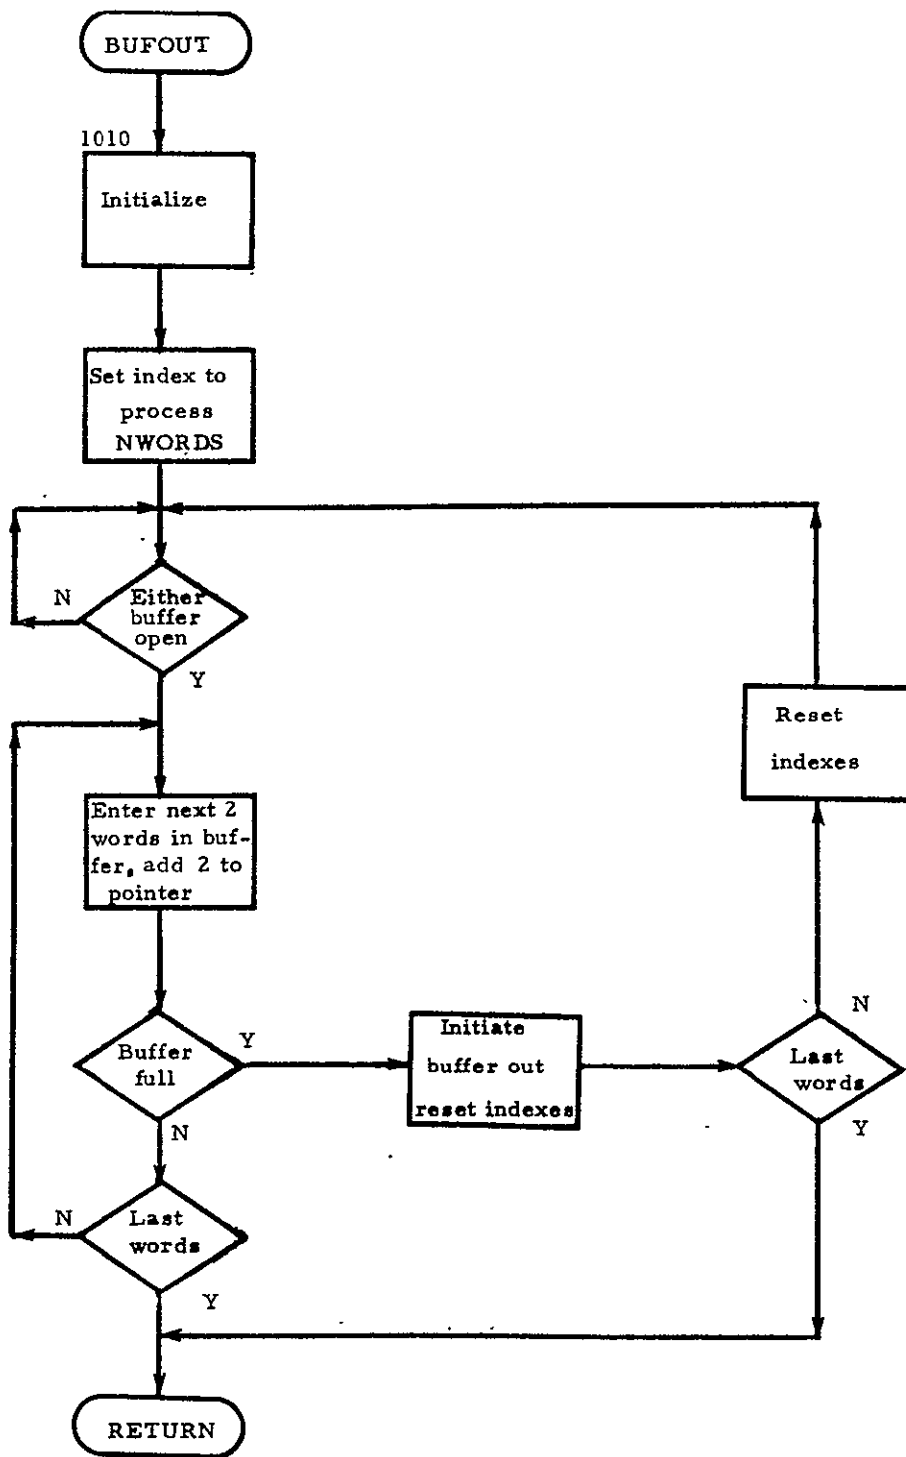 BUFOUT
1010
Initialize
Set index to
process
NWORDS
N
Either
buffer
open
Y
Reset
indexes
Enter next 2
words in buf-
fer, add 2 to
pointer
Buffer
full
Y
Initiate
buffer out
reset indexes
N
Last
words
Y
N
N
Last
words
Y
RETURN